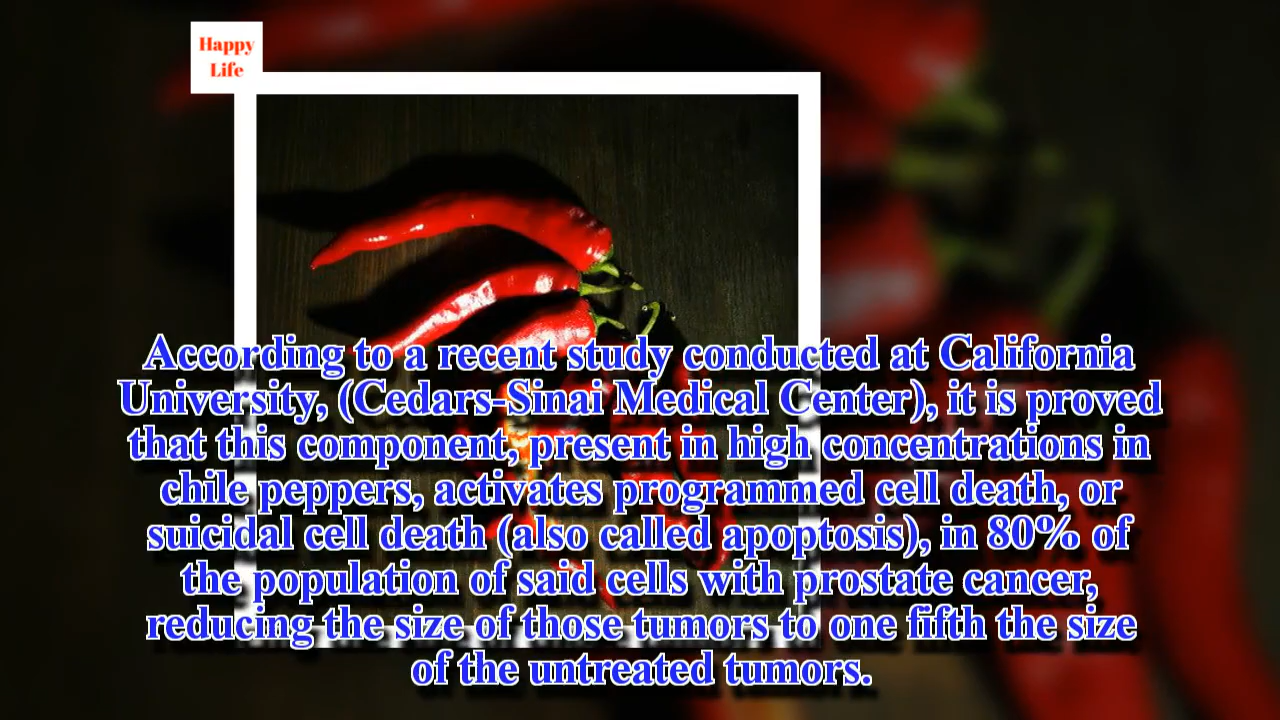 Happy
Life
According to a recent study conducted at California
University, (Cedars-Sinai Medical Center), it is proved
that this component, present in high concentrations in
chile peppers, activates programmed cell death, or
suicidal cell death (also called apoptosis), in 80% of
the population of said cells with prostate cancer,
reducing the size of those tumors to one fifth the size
of the untreated tumors.